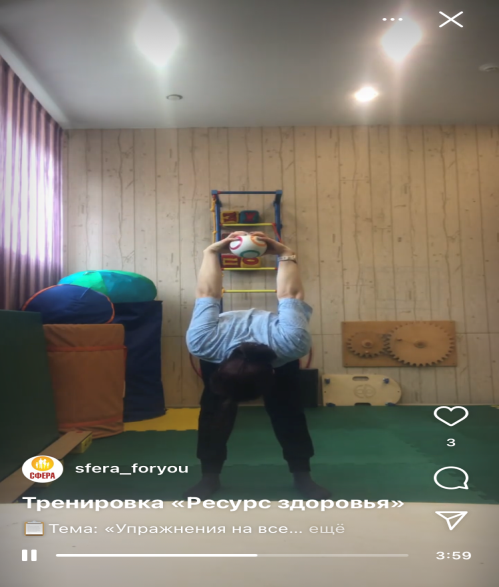 СФЕРА
sfera_foryou
Тренировка «Ресурс здоровья»
Тема: «Упражнения на все... ещё
3
3:59